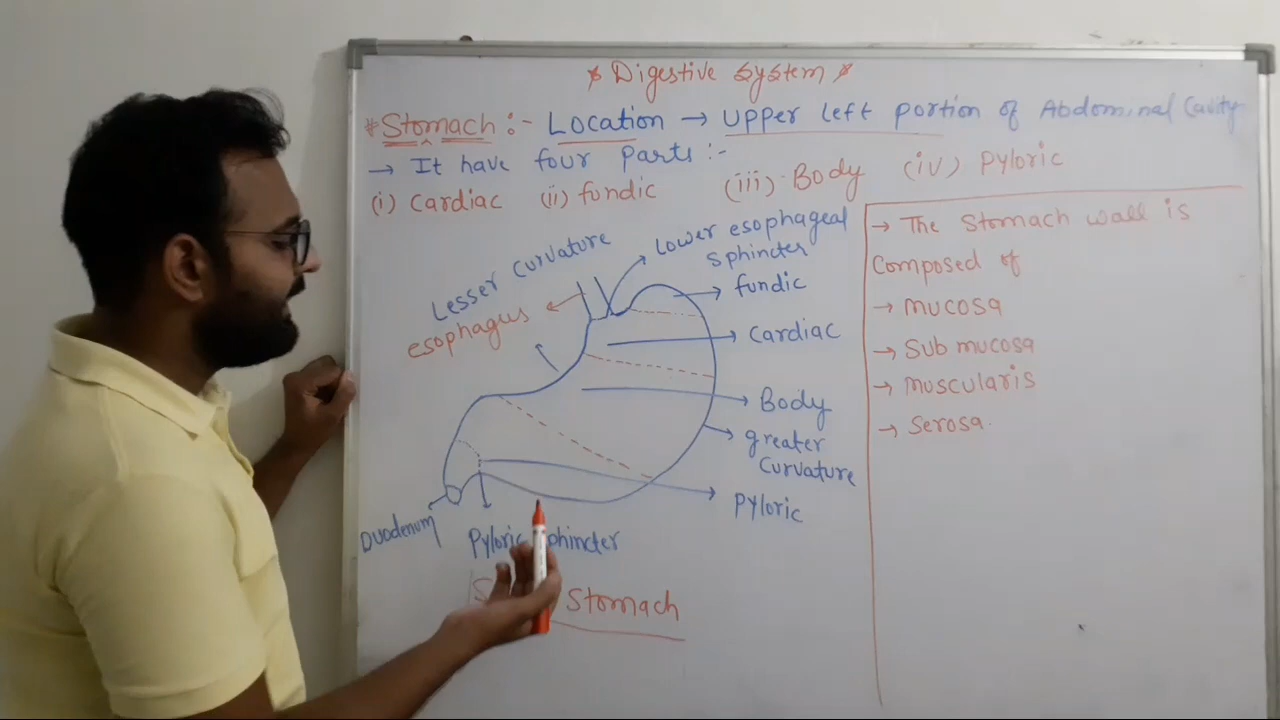 * Digestive System *
* Stomach :- Location → Upper left portion of Abdominal Cavity
→ It have four parts :-
(i) Cardiac (ii) fundic (iii) Body (iv) Pyloric
Lesser Curvature
esophagus
Lower esophageal
Sphincter
fundic
Cardiac
Body
greater
Curvature
Pyloric
Duodenum
Pyloric Sphincter
Stomach
→ The Stomach wall is
Composed of
→ mucosa
→ Sub mucosa
→ muscularis
→ Serosa.